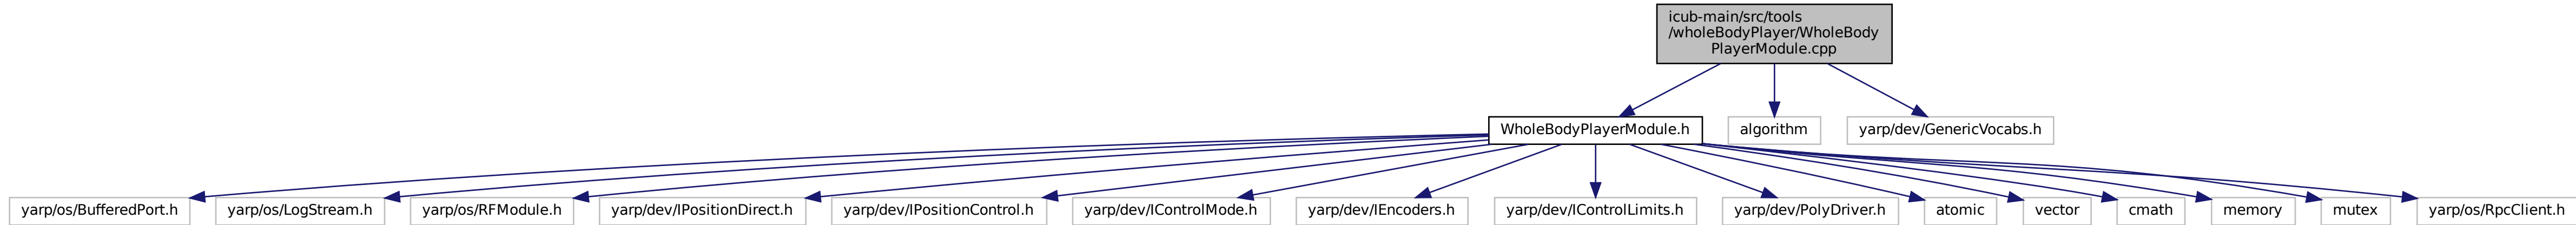 icub-main/src/tools
/wholeBodyPlayer/WholeBody
PlayerModule.cpp
WholeBodyPlayerModule.h
algorithm
yarp/dev/GenericVocabs.h
yarp/os/BufferedPort.h
yarp/os/LogStream.h
yarp/os/RFModule.h
yarp/dev/IPositionDirect.h
yarp/dev/IPositionControl.h
yarp/dev/IControlMode.h
yarp/dev/IEncoders.h
yarp/dev/IControlLimits.h
yarp/dev/PolyDriver.h
atomic
vector
cmath
memory
mutex
yarp/os/RpcClient.h